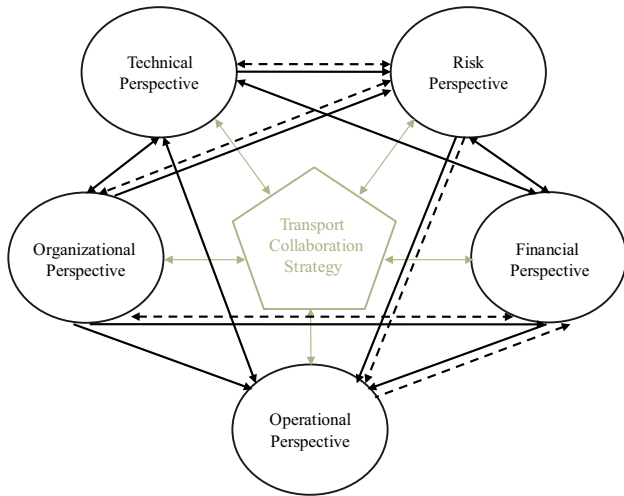 Technical
Perspective
Risk
Perspective
Organizational
Perspective
Transport
Collaboration
Strategy
Financial
Perspective
Operational
Perspective